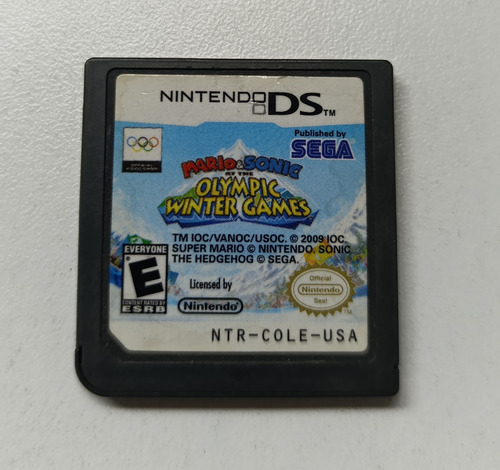 NINTENDO DS™
Published by
SEGA
MARIO & SONIC
AT THE
OLYMPIC
WINTER GAMES
TM IOC/VANOC/USOC. © 2009 IOC.
SUPER MARIO © NINTENDO. SONIC
THE HEDGEHOG © SEGA.
EVERYONE
E
CONTENT RATED BY
ESRB
Licensed by
Nintendo
Official
Nintendo
Seal
NTR-COLE-USA